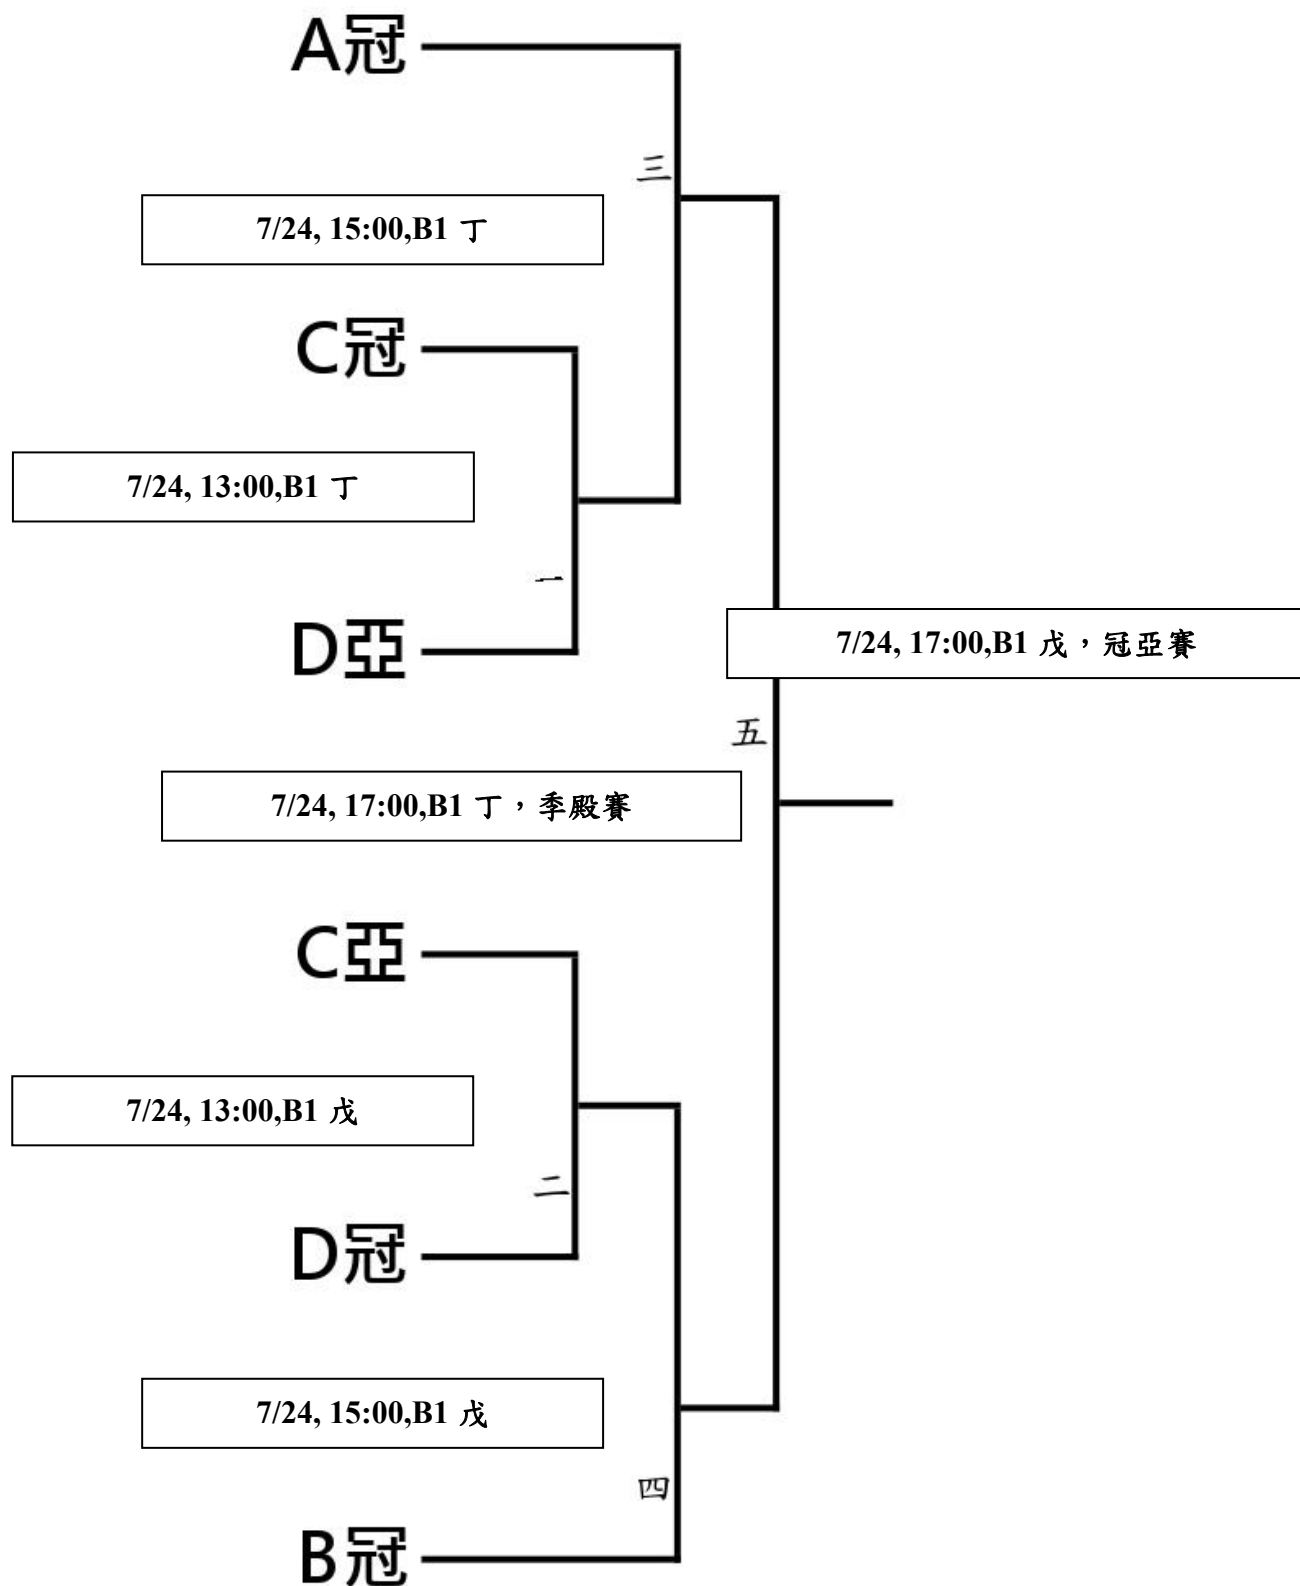 A冠
三
7/24, 15:00,B1 丁
C冠
7/24, 13:00,B1 丁
一
D亞
7/24, 17:00,B1 戊，冠亞賽
五
7/24, 17:00,B1 丁，季殿賽
C亞
7/24, 13:00,B1 戊
二
D冠
7/24, 15:00,B1 戊
四
B冠